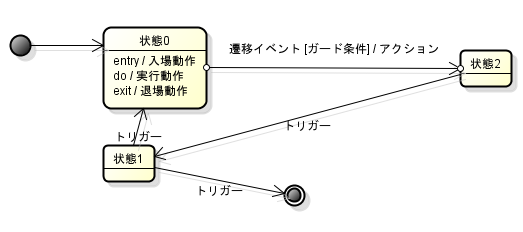 状態0
entry / 入場動作
do / 実行動作
exit / 退場動作
遷移イベント [ガード条件] / アクション
状態2
トリガー
トリガー
状態1
トリガー